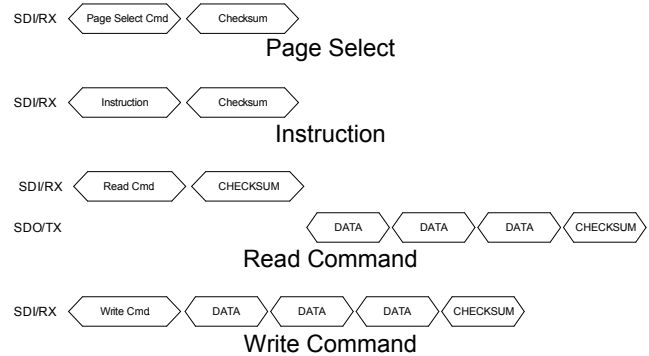 SDI/RX Page Select Cmd Checksum
Page Select
SDI/RX Instruction Checksum
Instruction
SDI/RX Read Cmd CHECKSUM
SDO/TX DATA DATA DATA CHECKSUM
Read Command
SDI/RX Write Cmd. DATA DATA DATA CHECKSUM
Write Command